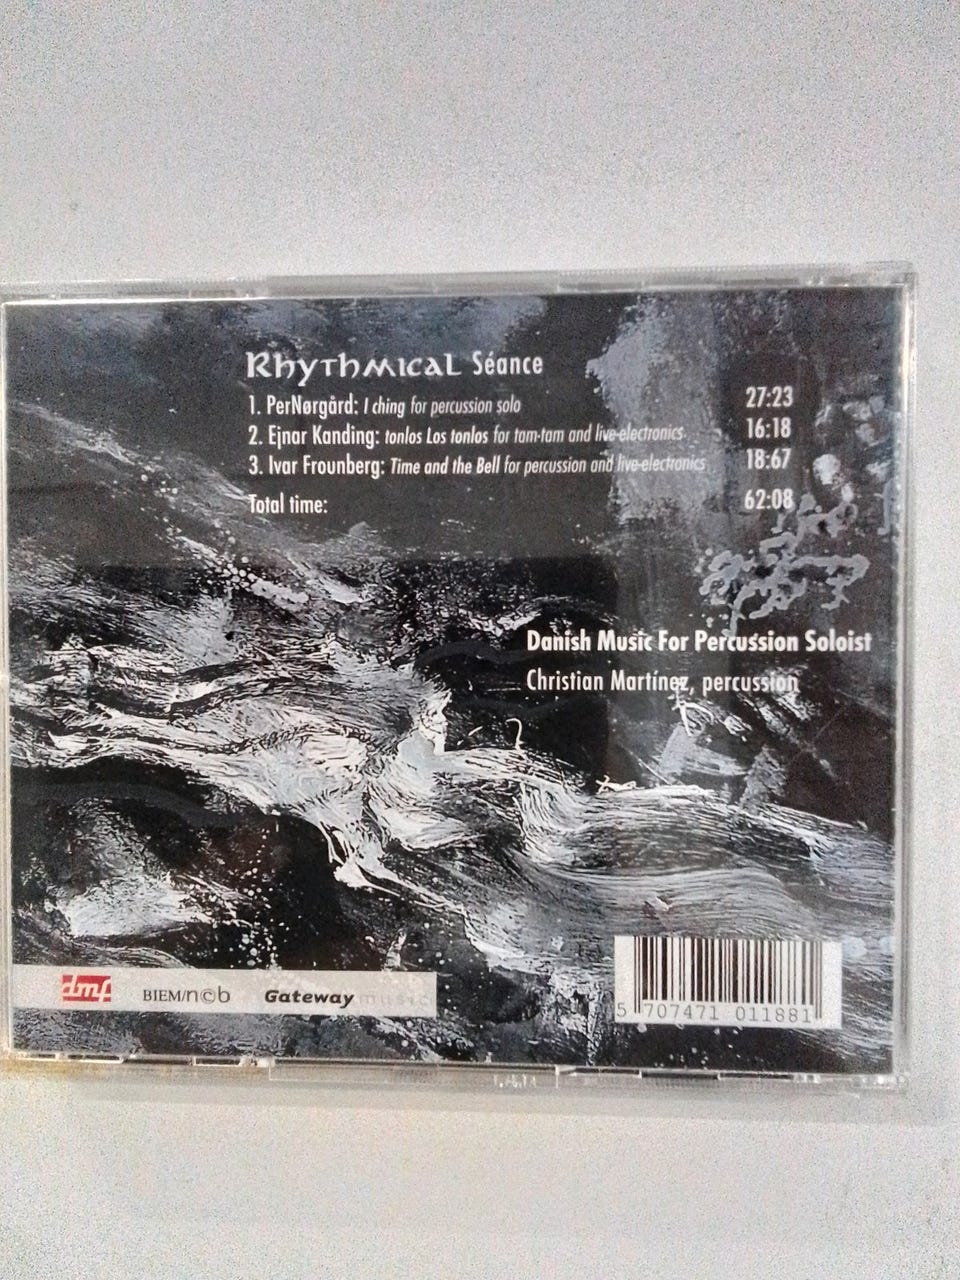 Rhythmical Séance
1. PerNørgård: I ching for percussion solo 27:23
2. Ejnar Kanding: tonlos Los tonlos for tam-tam and live-electronics. 16:18
3. Ivar Frounberg: Time and the Bell for percussion and live-electronics 18:67
Total time: 62:08
Danish Music For Percussion Soloist
Christian Martínez, percussion
dmf BIEM/n©b Gateway music
5 707471 011881